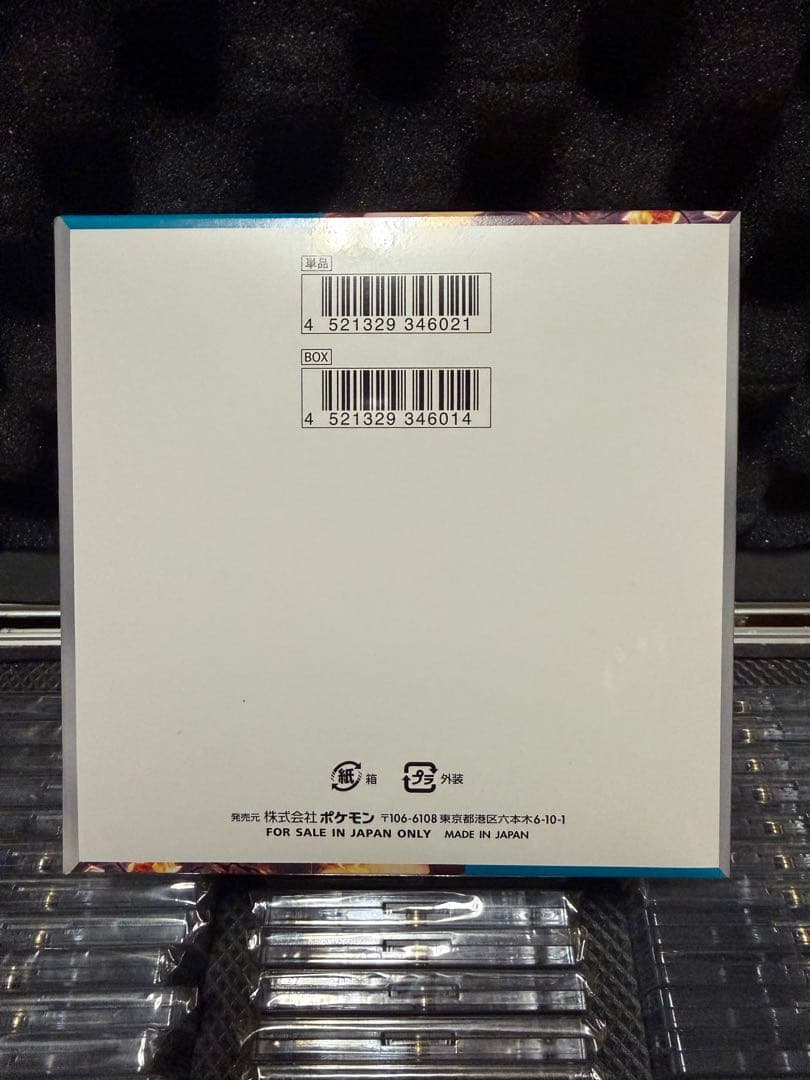 単品
4 521329 346021
BOX
4 521329 346014
紙 箱 プラ 外装
発売元 株式会社ポケモン 〒106-6108 東京都港区六本木6-10-1
FOR SALE IN JAPAN ONLY MADE IN JAPAN